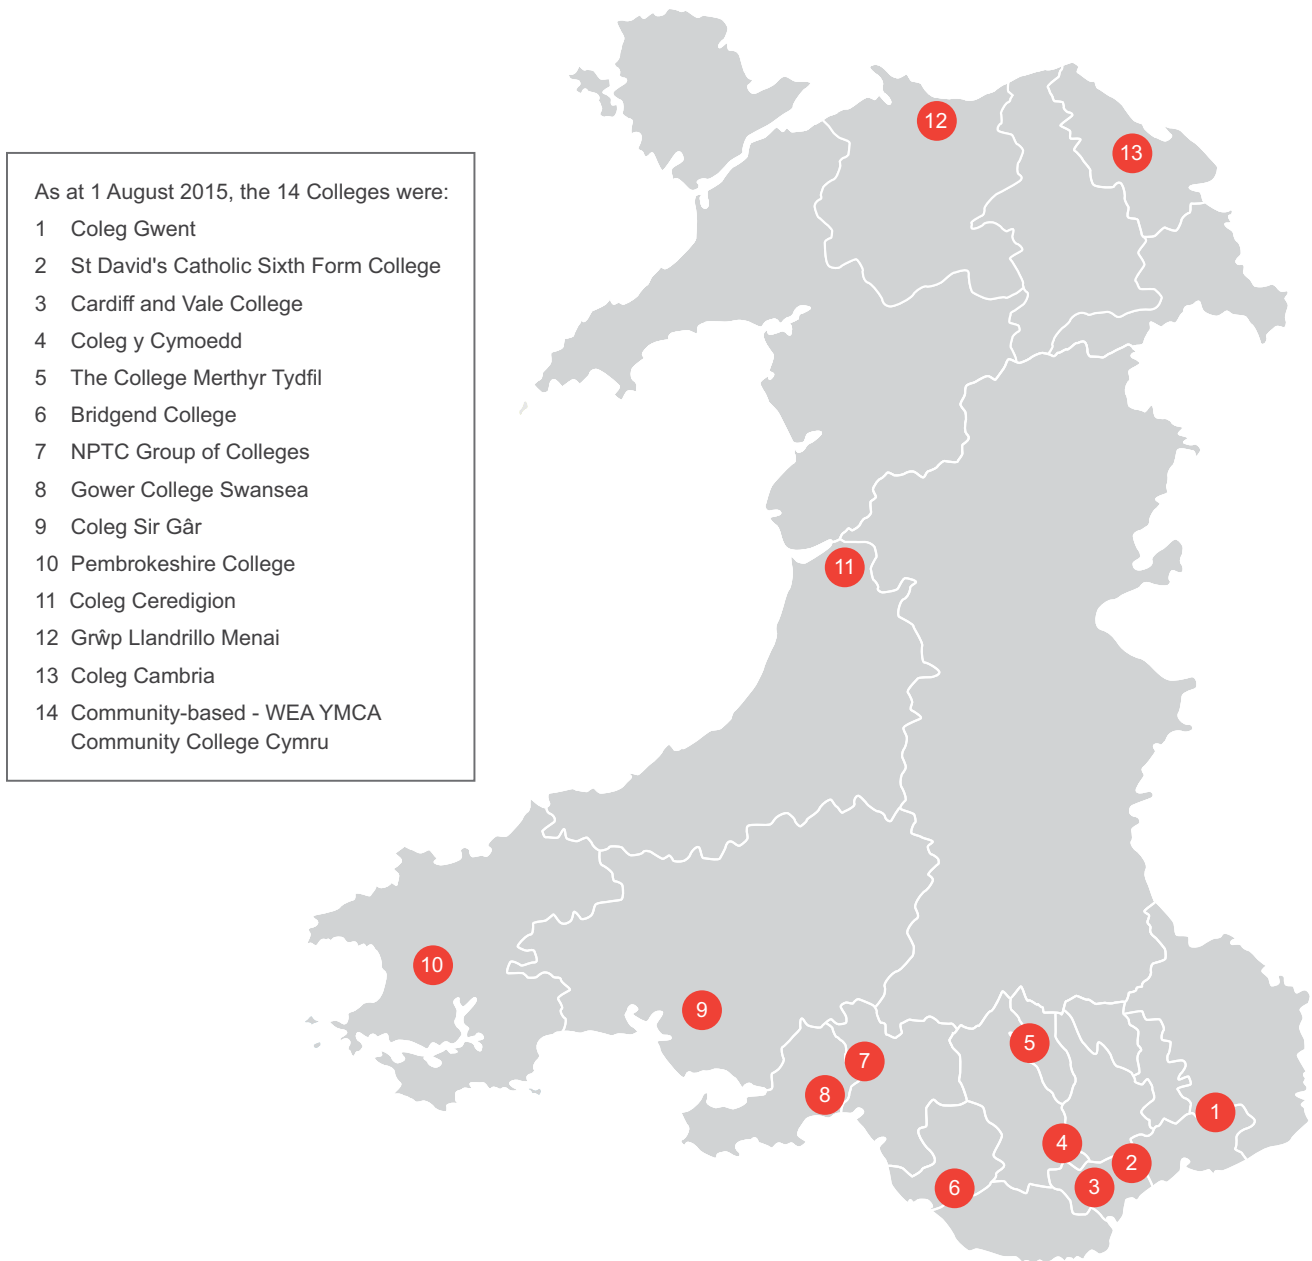 As at 1 August 2015, the 14 Colleges were:
1 Coleg Gwent
2 St David's Catholic Sixth Form College
3 Cardiff and Vale College
4 Coleg y Cymoedd
5 The College Merthyr Tydfil
6 Bridgend College
7 NPTC Group of Colleges
8 Gower College Swansea
9 Coleg Sir Gâr
10 Pembrokeshire College
11 Coleg Ceredigion
12 Grŵp Llandrillo Menai
13 Coleg Cambria
14 Community-based - WEA YMCA
Community College Cymru
12
13
11
10
9
5
7
8
1
4
2
3
6